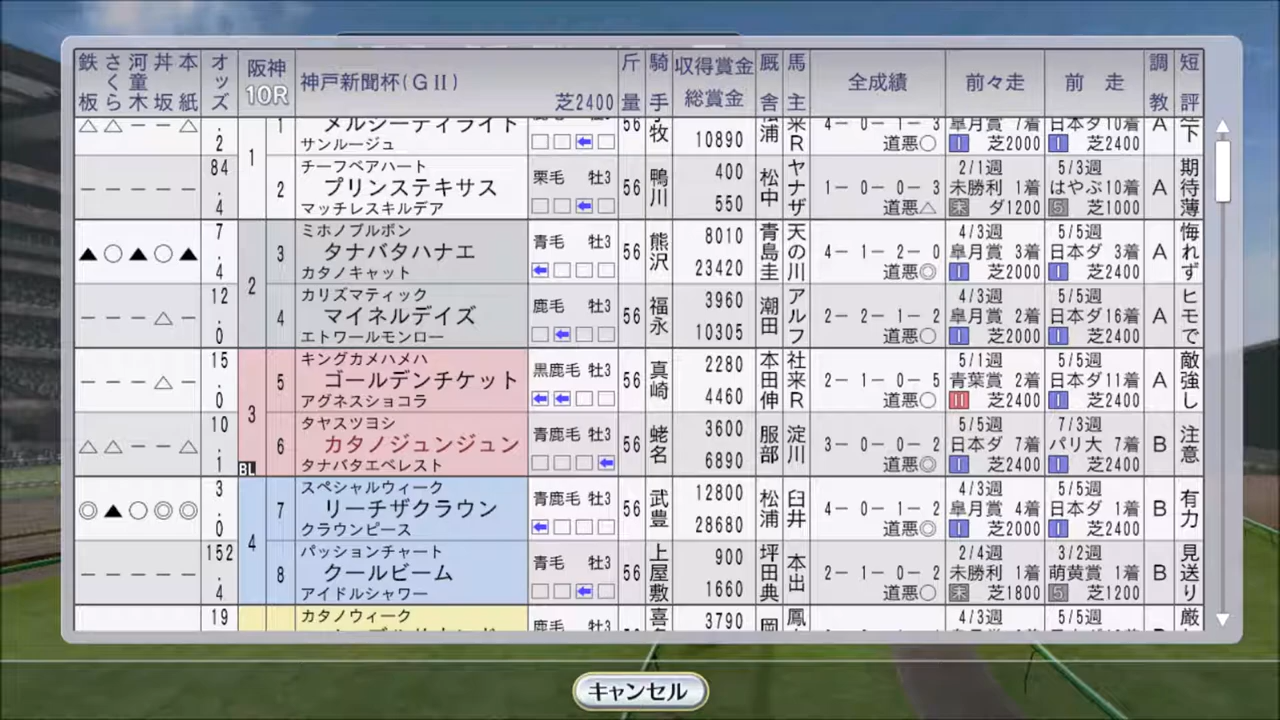 鉄板 さくら 河童木 丼坂 本紙 オッズ 阪神 10R 神戸新聞杯(GⅡ) 芝2400 斤量 騎手 収得賞金 総賞金 厩舎 馬主 全成績 前々走 前走 調教 短評
△ △ − − △ .2 1 1 メルシーティライト 56 牧 浦 来R 4− 0− 1− 3 皐月賞 7着 日本ダ10着 A 下
サンルージュ 10890 道悪○ Ⅰ 芝2000 Ⅰ 芝2400
チーフベアハート 2/1週 5/3週
− − − − − 84.4 2 プリンステキサス 栗毛 牡3 56 鴨川 400 550 松中 ヤナザ 1− 0− 0− 3 未勝利 1着 はやぶ10着 A 期待薄
マッチレスキルデア 道悪△ 未 ダ1200 5 芝1000
ミホノブルボン 4/3週 5/5週
▲ ○ ▲ ○ ▲ 7.4 2 3 タナバタハナエ 青毛 牡3 56 熊沢 8010 23420 青島圭 天の川 4− 1− 2− 0 皐月賞 3着 日本ダ 3着 A 侮れず
カタノキャット 道悪◎ Ⅰ 芝2000 Ⅰ 芝2400
カリズマティック 4/3週 5/5週
− − − △ − 12.0 4 マイネルデイズ 鹿毛 牡3 56 福永 3960 10305 潮田 アルフ 2− 2− 1− 2 皐月賞 2着 日本ダ16着 A ヒモで
エトワールモンロー 道悪○ Ⅰ 芝2000 Ⅰ 芝2400
キングカメハメハ 5/1週 5/5週
− − − △ − 15.0 3 5 ゴールデンチケット 黒鹿毛 牡3 56 真崎 2280 4460 本田伸 社来R 2− 1− 0− 5 青葉賞 2着 日本ダ11着 A 敵強し
アグネスショコラ 道悪○ Ⅱ 芝2400 Ⅰ 芝2400
タヤスツヨシ 5/5週 7/3週
△ △ − − △ 10.1 6 カタノジュンジュン 青鹿毛 牡3 56 蛯名 3600 6890 服部 淀川 3− 0− 0− 2 日本ダ 7着 パリ大 7着 B 注意
BL タナバタエベレスト 道悪◎ Ⅰ 芝2400 Ⅰ 芝2400
スペシャルウィーク 4/3週 5/5週
◎ ▲ ○ ◎ ◎ 3.0 4 7 リーチザクラウン 青鹿毛 牡3 56 武豊 12800 28680 松浦 臼井 4− 0− 1− 2 皐月賞 4着 日本ダ 1着 B 有力
クラウンピース 道悪◎ Ⅰ 芝2000 Ⅰ 芝2400
パッションチャート 2/4週 3/2週
− − − − − 152.4 8 クールビーム 青毛 牡3 56 上屋敷 900 1660 坪田典 本出 2− 1− 0− 2 未勝利 1着 萌黄賞 1着 B 見送り
アイドルシャワー 道悪○ 未 芝1800 5 芝1200
19 カタノウィーク 鹿毛 牡3 喜 3790 岡 鳳 4/3週 5/5週 厳
キャンセル